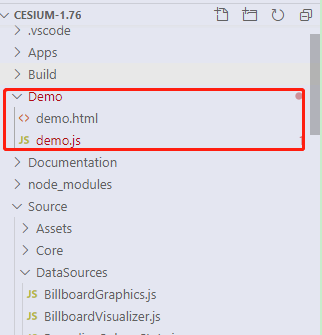 CESIUM-1.76
.vscode
Apps
Build
Demo
<> demo.html
JS demo.js 1
Documentation
node_modules
Source
Assets
Core
DataSources
JS BillboardGraphics.js
JS BillboardVisualizer.js